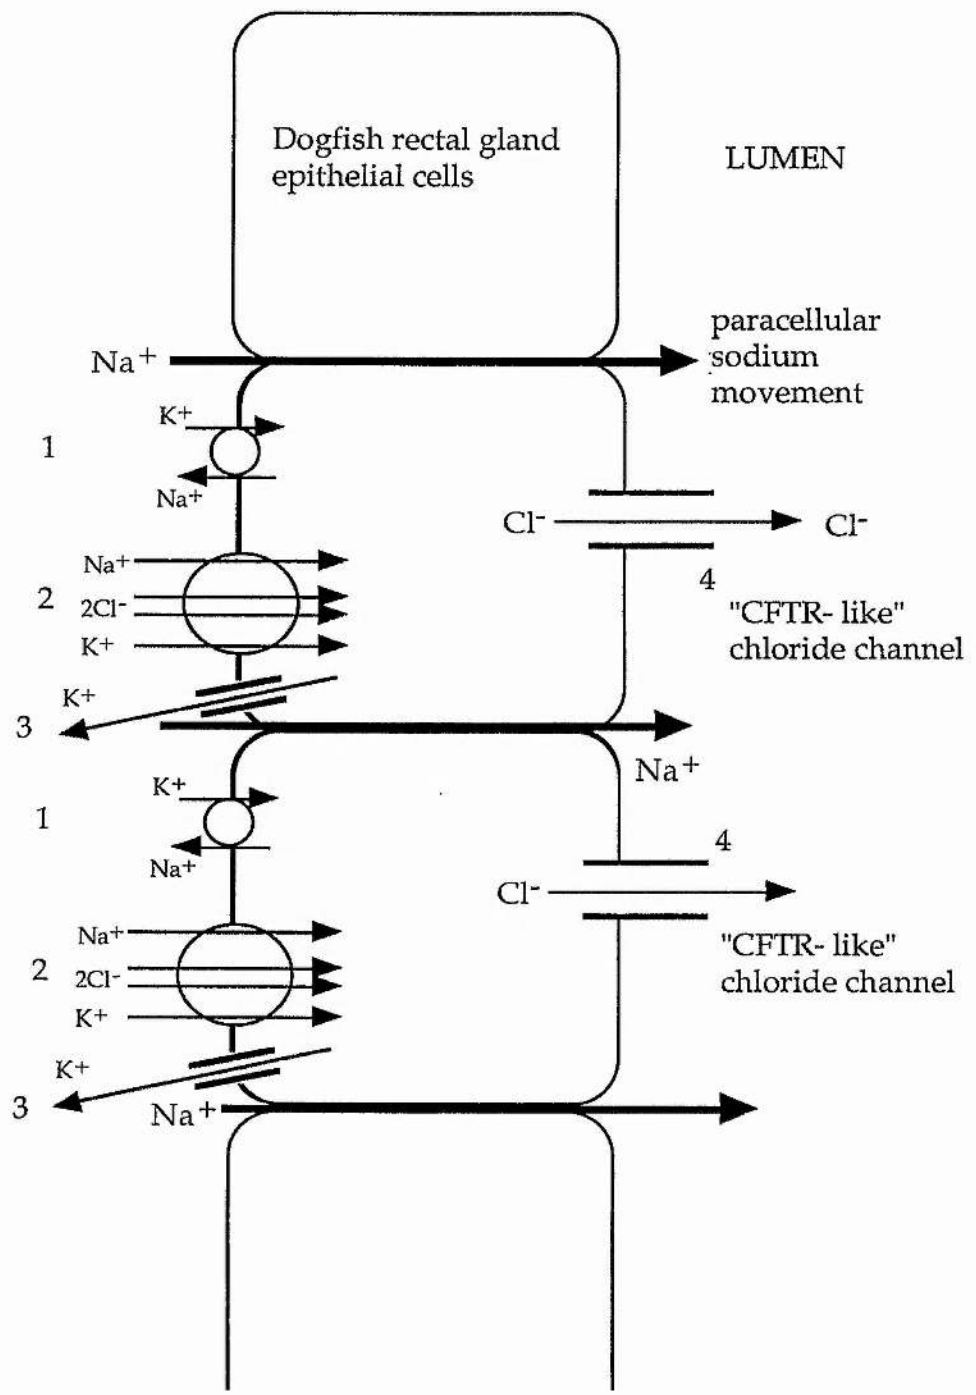 Dogfish rectal gland
epithelial cells
LUMEN
paracellular
sodium
movement
Na+
K+
1
Na+
Cl- Cl-
Na+
2 2Cl-
K+
4
"CFTR- like"
chloride channel
K+
3
Na+
K+
1
Na+
4
Cl-
Na+
2 2Cl-
K+
"CFTR- like"
chloride channel
K+
3
Na+